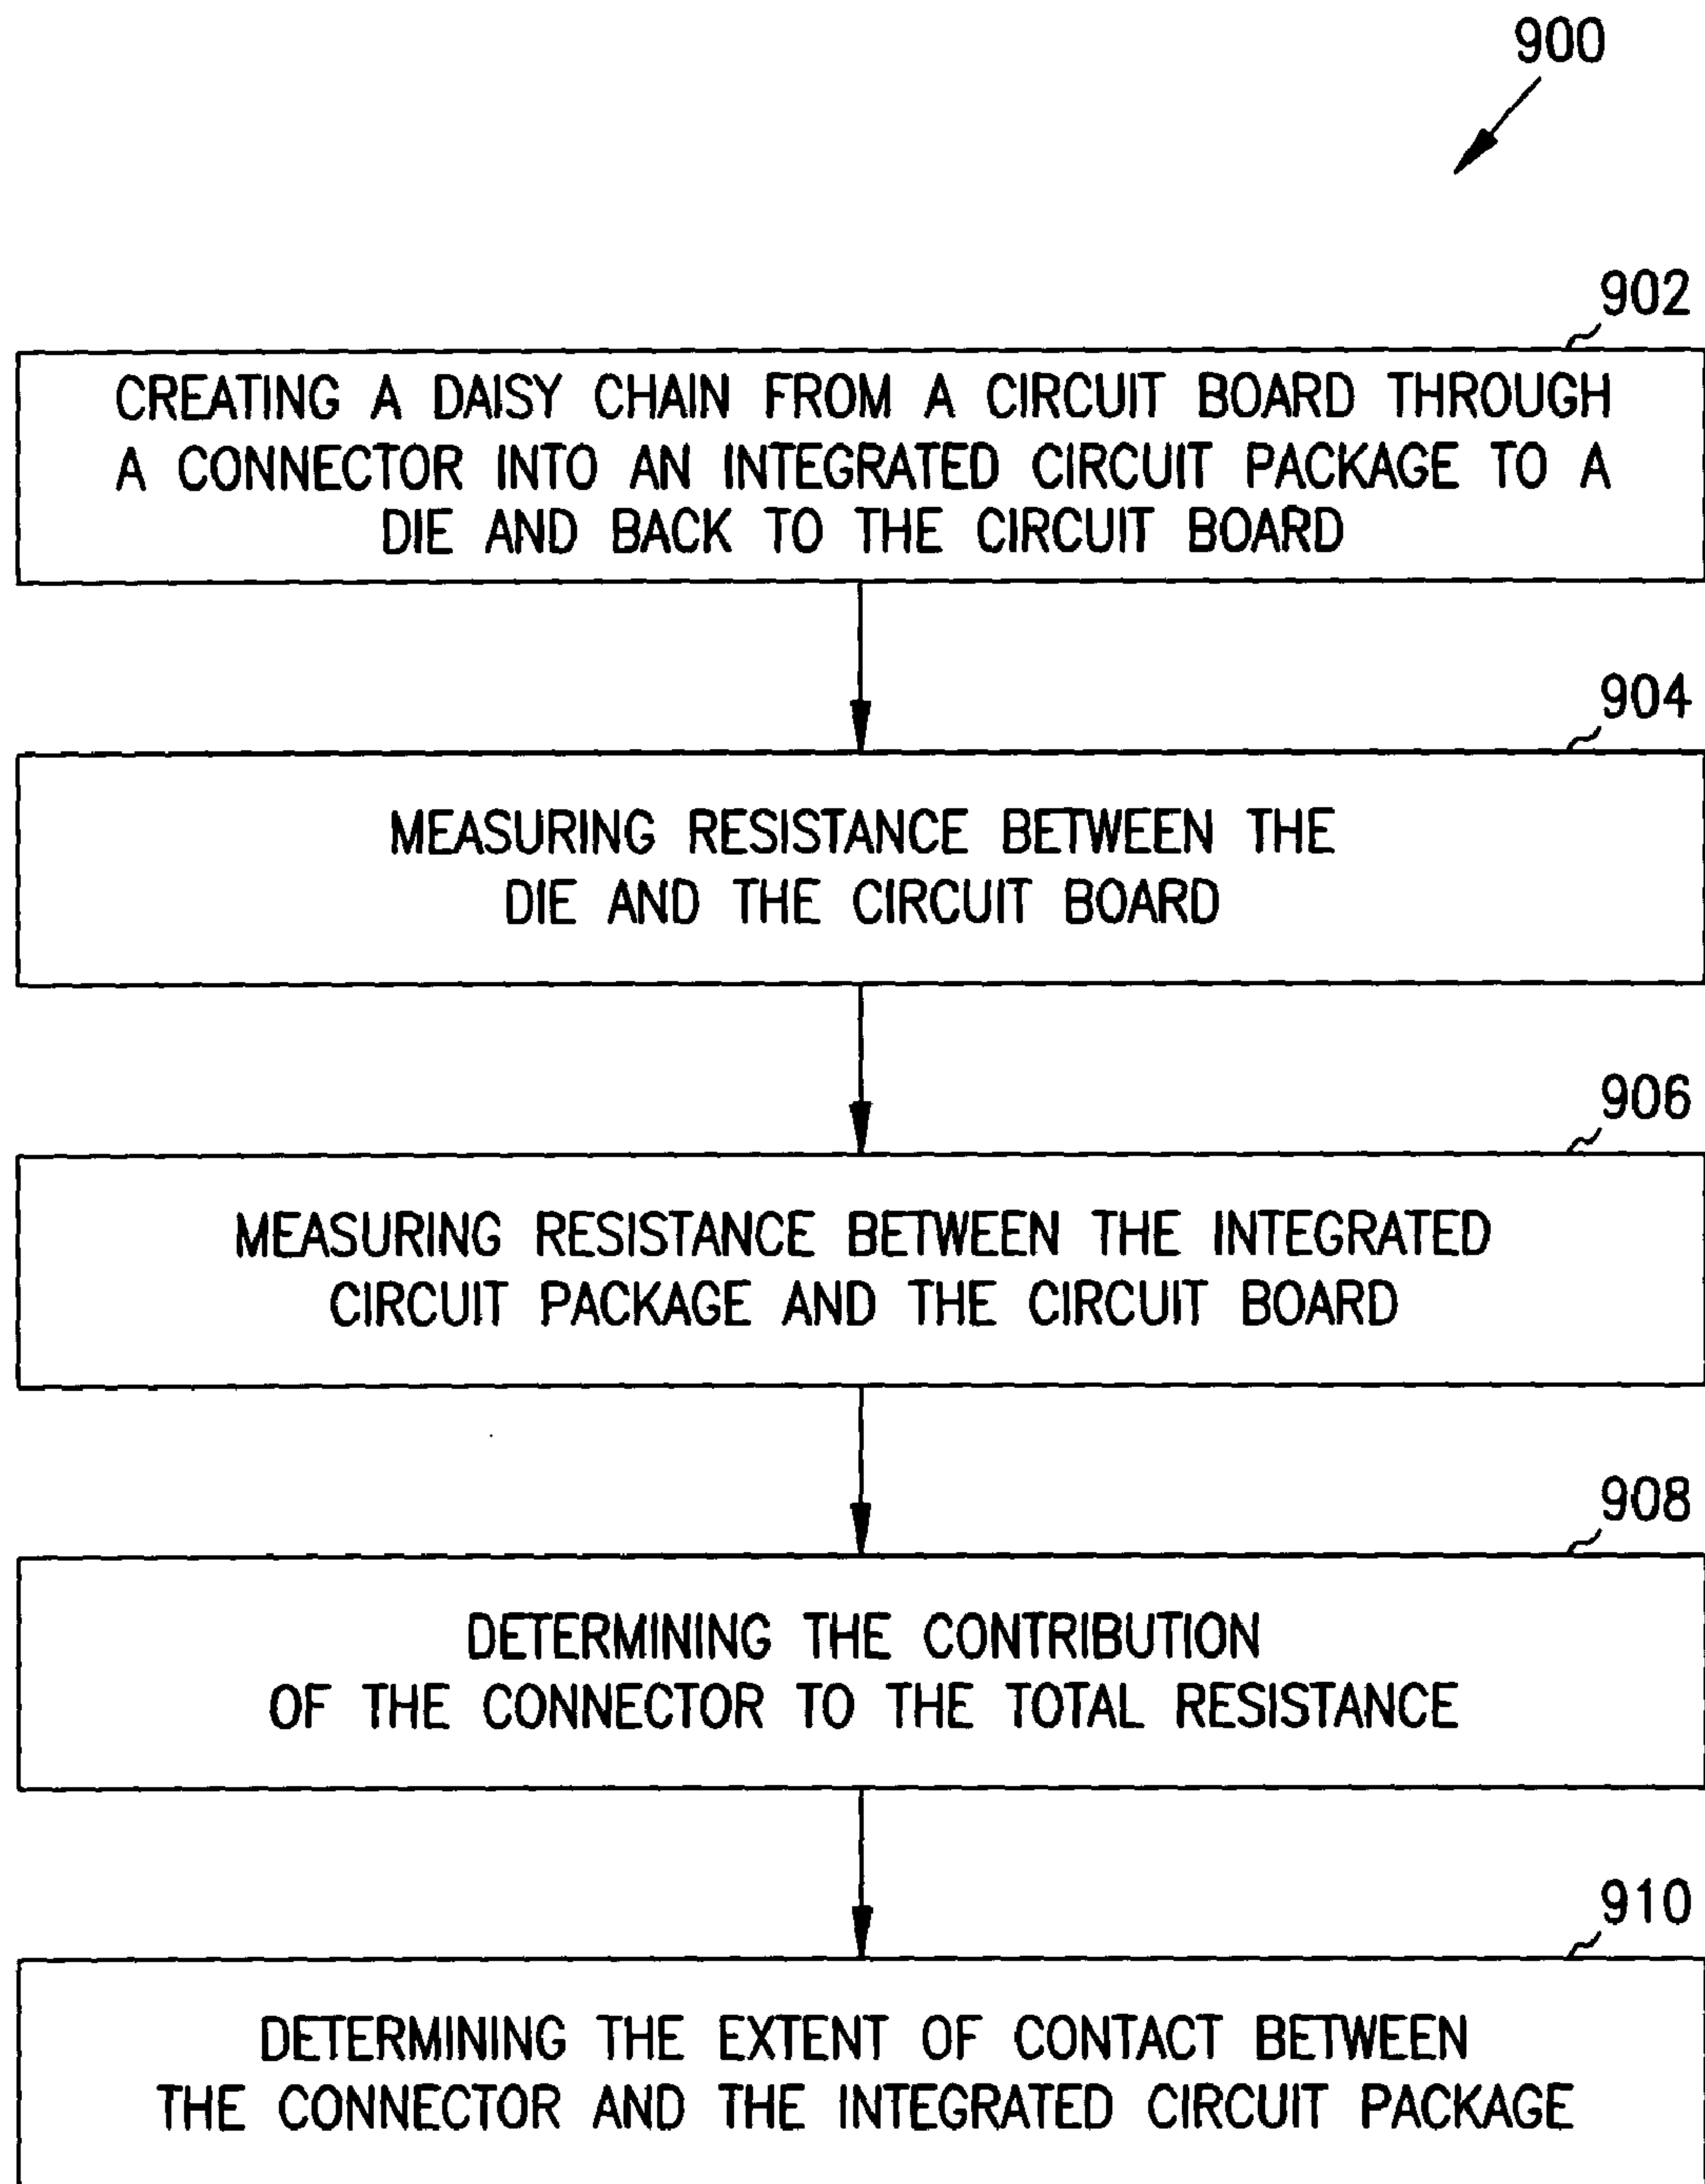 900
902
CREATING A DAISY CHAIN FROM A CIRCUIT BOARD THROUGH
A CONNECTOR INTO AN INTEGRATED CIRCUIT PACKAGE TO A
DIE AND BACK TO THE CIRCUIT BOARD
904
MEASURING RESISTANCE BETWEEN THE
DIE AND THE CIRCUIT BOARD
906
MEASURING RESISTANCE BETWEEN THE INTEGRATED
CIRCUIT PACKAGE AND THE CIRCUIT BOARD
908
DETERMINING THE CONTRIBUTION
OF THE CONNECTOR TO THE TOTAL RESISTANCE
910
DETERMINING THE EXTENT OF CONTACT BETWEEN
THE CONNECTOR AND THE INTEGRATED CIRCUIT PACKAGE